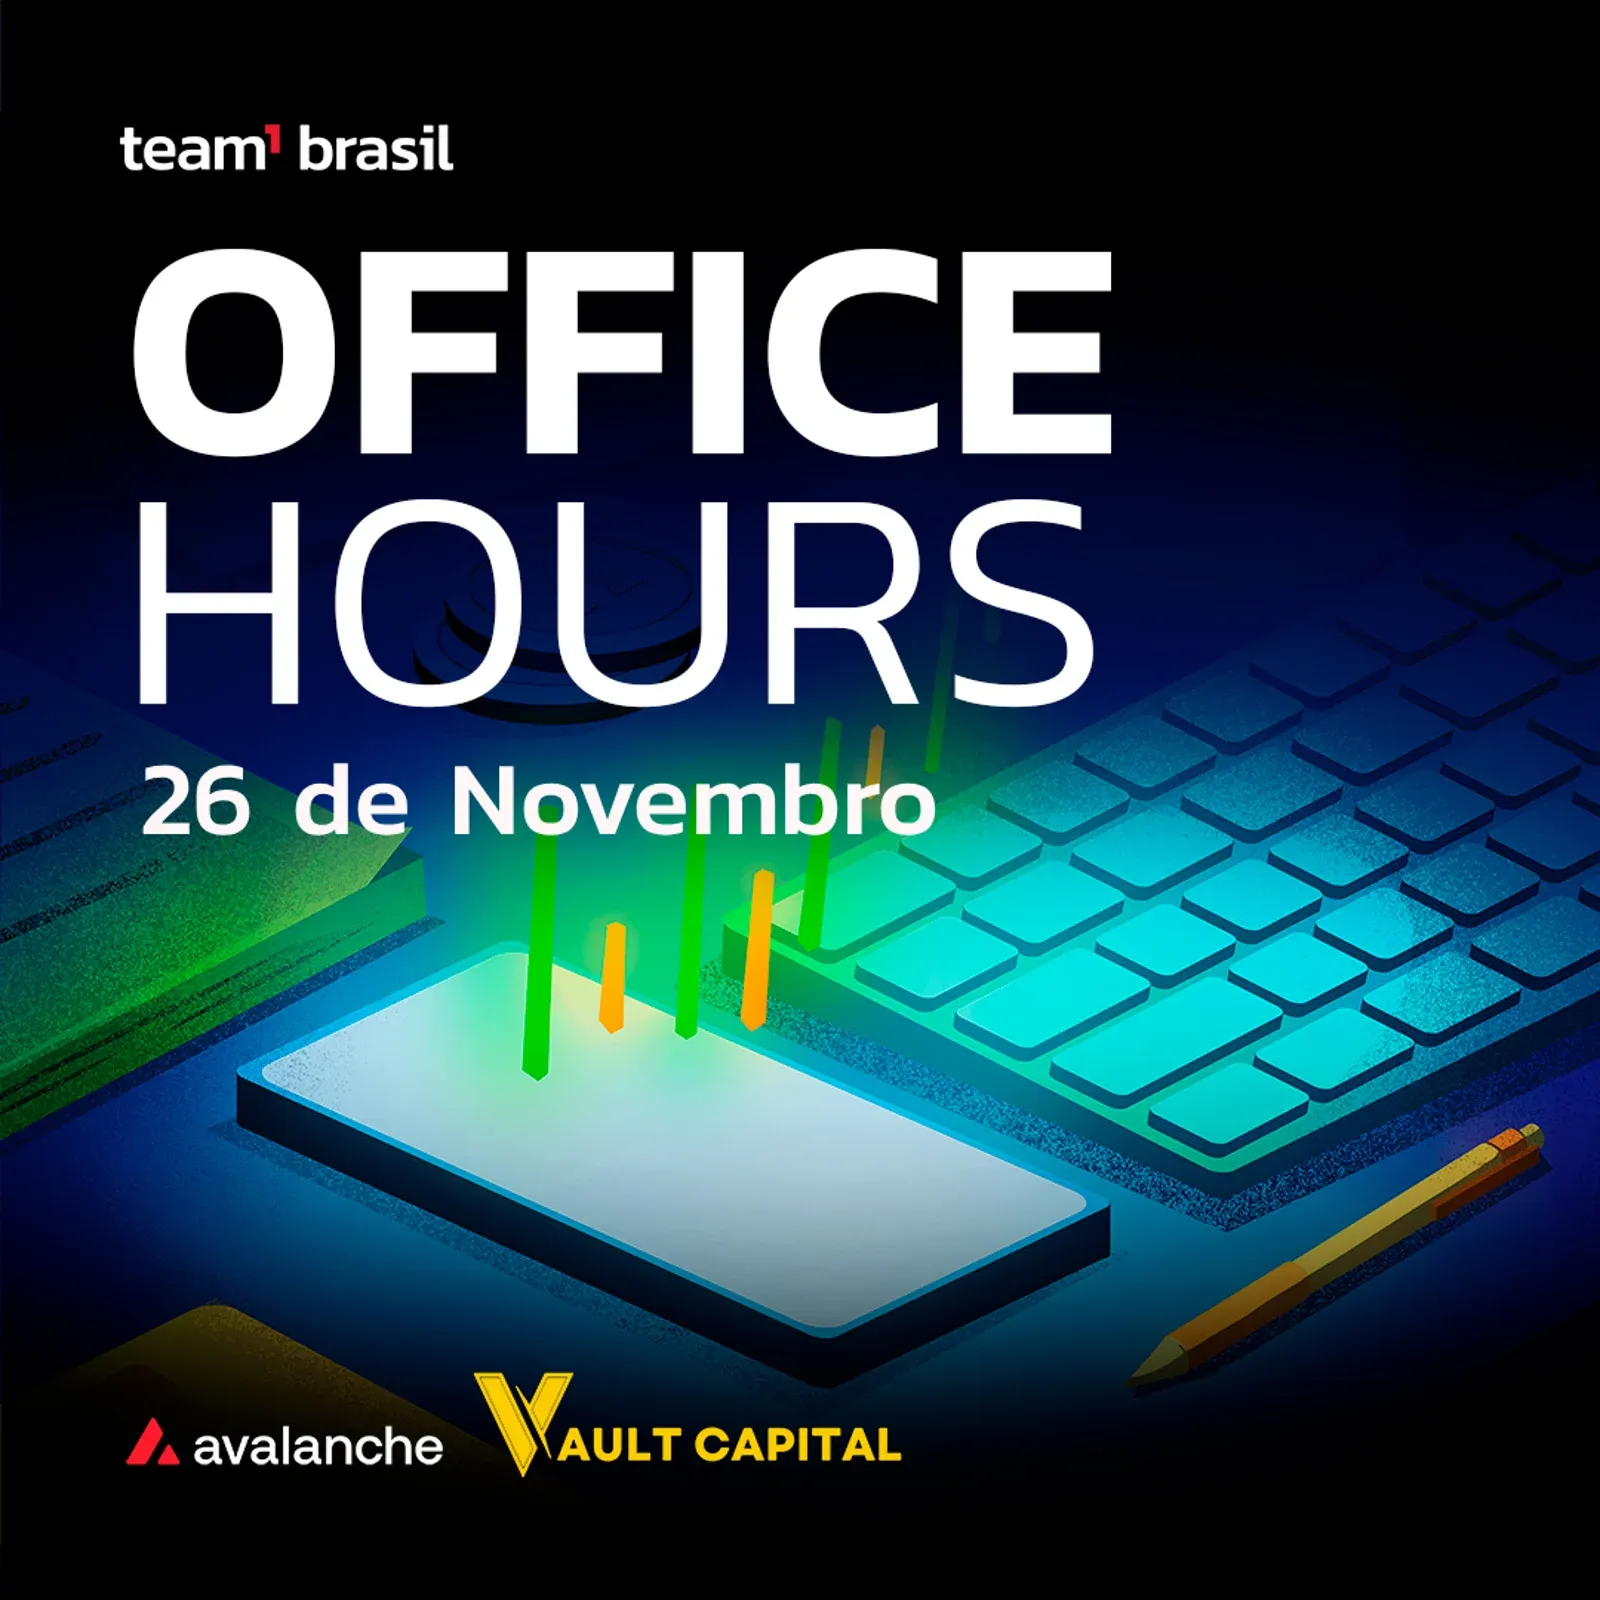 team1 brasil
OFFICE
HOURS
26 de Novembro
avalanche
VAULT CAPITAL